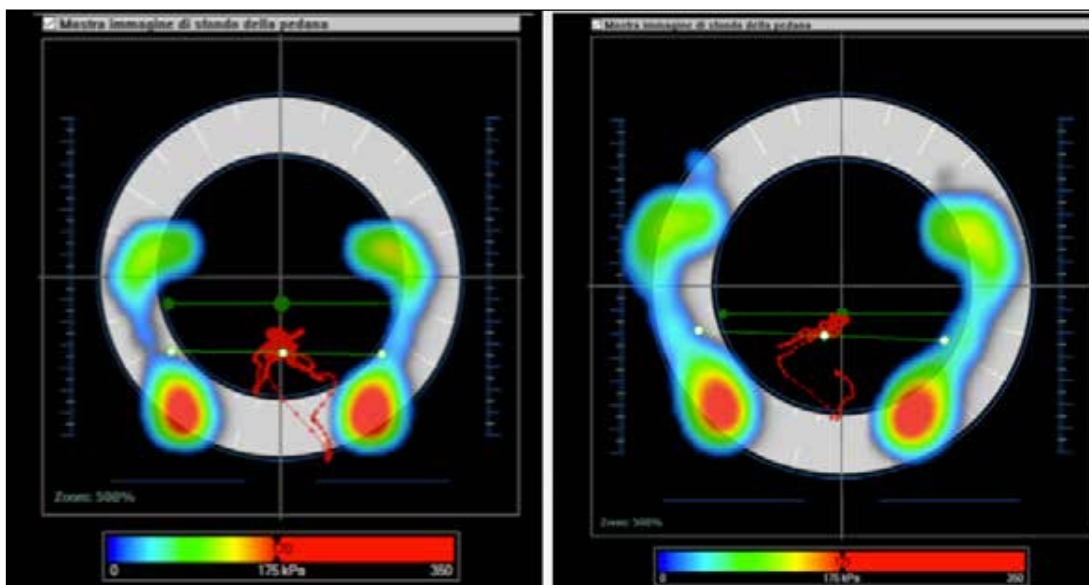 Mostra immagine di sfondo della pedana
Zoom: 500%
0
175 kPa
350
Mostra immagine di sfondo della pedana
Zoom: 500%
0
175 kPa